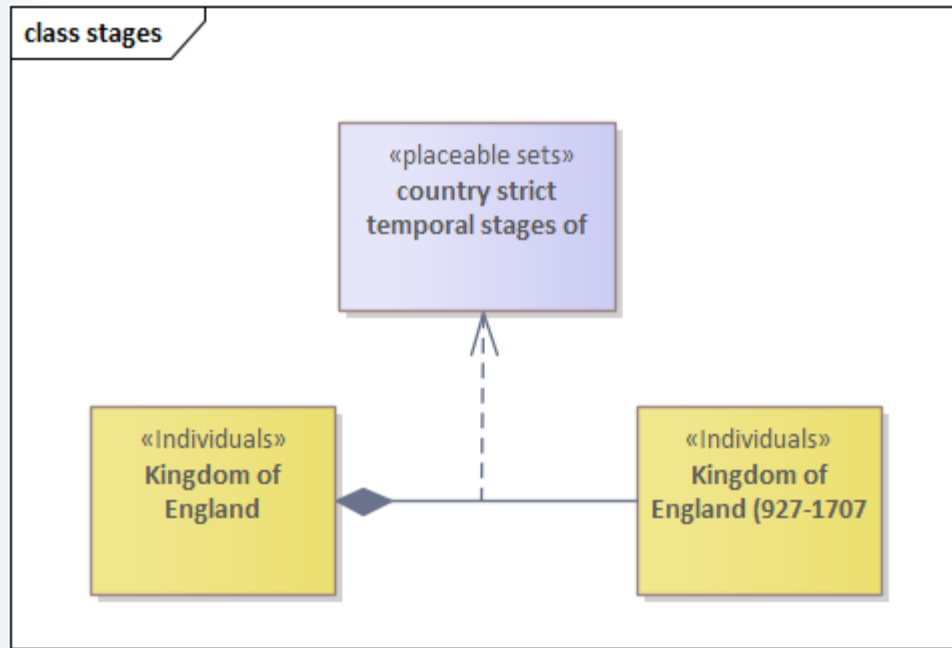 class stages
«placeable sets»
country strict
temporal stages of
«Individuals»
Kingdom of
England
«Individuals»
Kingdom of
England (927-1707